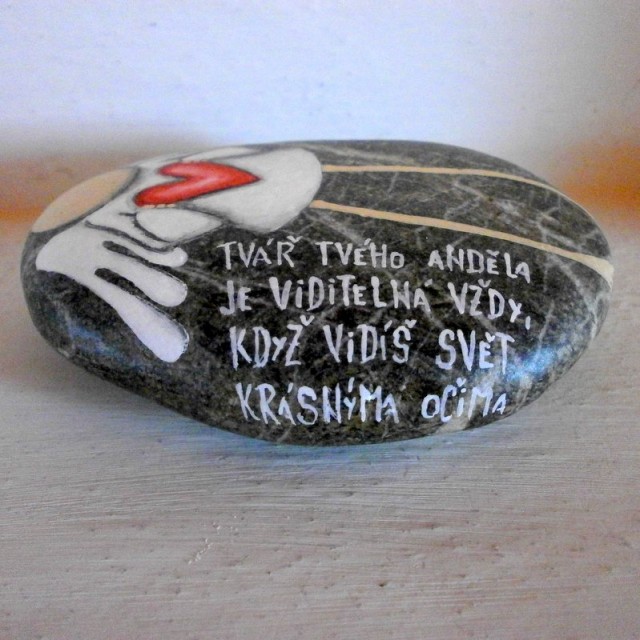 TVÁŘ TVÉHO ANDĚLA
JE VIDITELNÁ VŽDY,
KDYŽ VIDÍŠ SVĚT
KRÁSNÝMA OČIMA